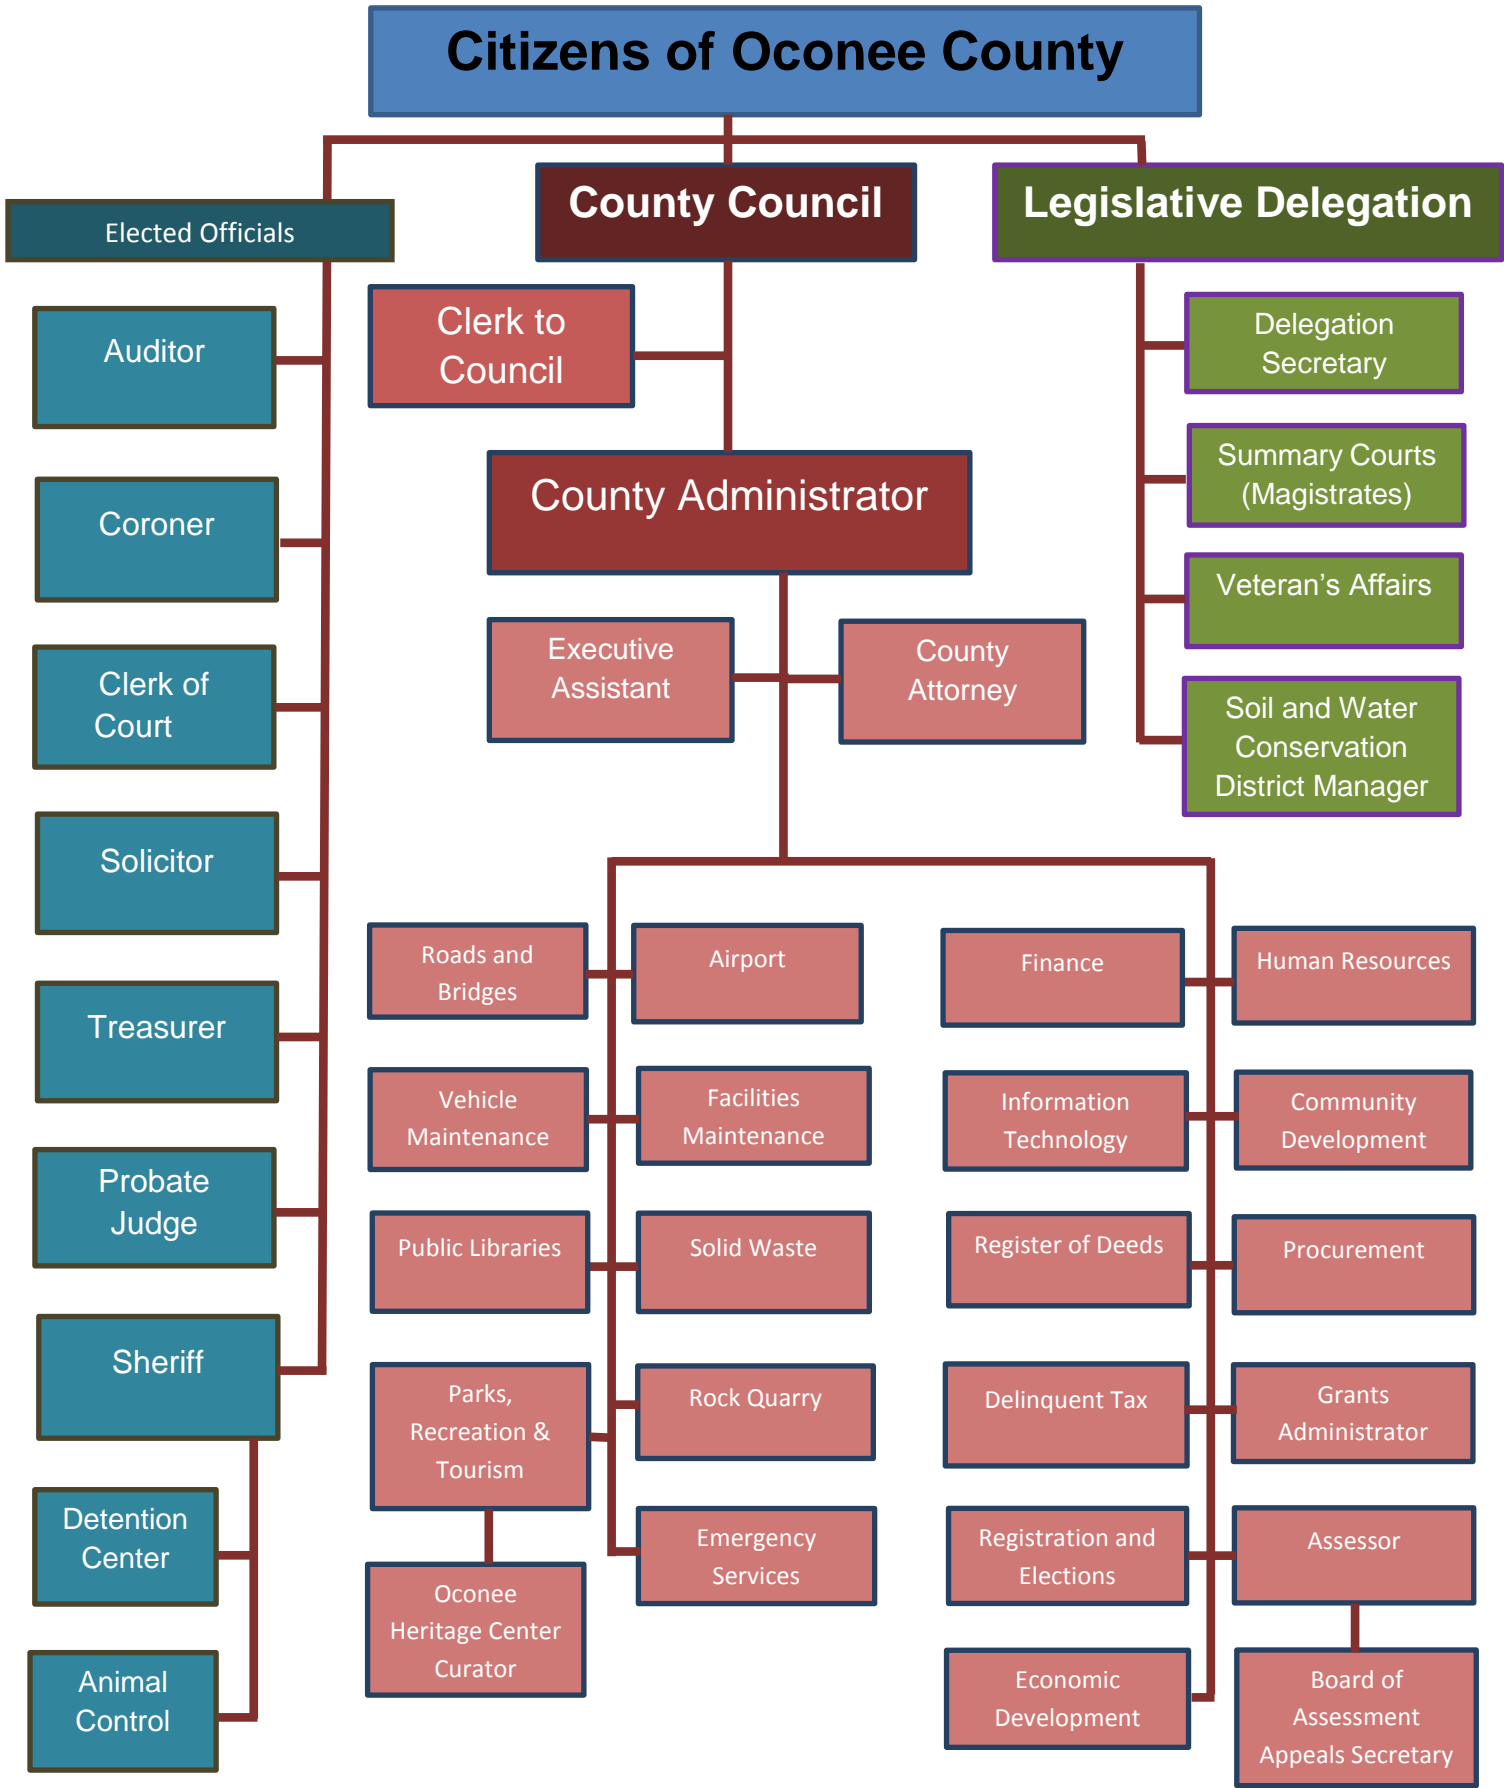 Citizens of Oconee County
Elected Officials
County Council
Legislative Delegation
Auditor
Coroner
Clerk of
Court
Solicitor
Treasurer
Probate
Judge
Sheriff
Detention
Center
Animal
Control
Clerk to
Council
County Administrator
Executive
Assistant
County
Attorney
Delegation
Secretary
Summary Courts
(Magistrates)
Veteran’s Affairs
Soil and Water
Conservation
District Manager
Roads and
Bridges
Airport
Vehicle
Maintenance
Facilities
Maintenance
Public Libraries
Solid Waste
Parks,
Recreation &
Tourism
Rock Quarry
Oconee
Heritage Center
Curator
Emergency
Services
Finance
Human Resources
Information
Technology
Community
Development
Register of Deeds
Procurement
Delinquent Tax
Grants
Administrator
Registration and
Elections
Assessor
Economic
Development
Board of
Assessment
Appeals Secretary